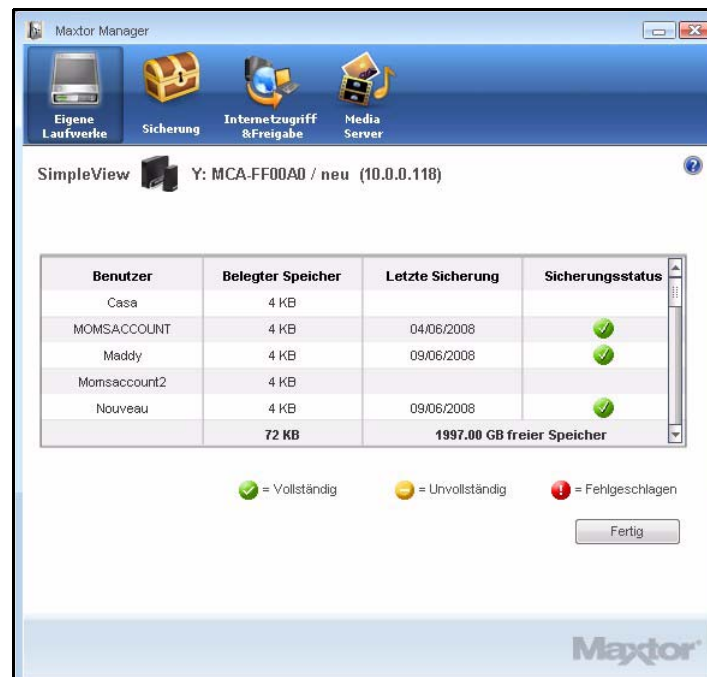 Maxtor Manager
Eigene
Laufwerke
Sicherung
Internetzugriff
&Freigabe
Media
Server
SimpleView Y: MCA-FF00A0 / neu (10.0.0.118)
?
Benutzer Belegter Speicher Letzte Sicherung Sicherungsstatus
Casa 4 KB
MOMSACCOUNT 4 KB 04/06/2008
Maddy 4 KB 09/06/2008
Momsaccount2 4 KB
Nouveau 4 KB 09/06/2008
72 KB 1997.00 GB freier Speicher
= Vollständig = Unvollständig ! = Fehlgeschlagen
Fertig
Maxtor